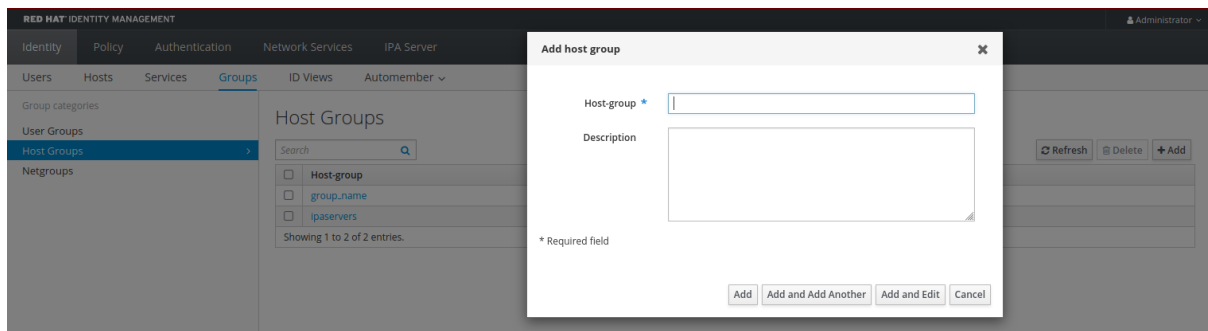 RED HAT® IDENTITY MANAGEMENT
Administrator
Identity Policy Authentication Network Services IPA Server
Users Hosts Services Groups ID Views Automember
Group categories
User Groups
Host Groups
Netgroups
Host Groups
Search
Refresh Delete Add
Host-group
group_name
ipaservers
Showing 1 to 2 of 2 entries.
Add host group
Host-group *
Description
* Required field
Add Add and Add Another Add and Edit Cancel